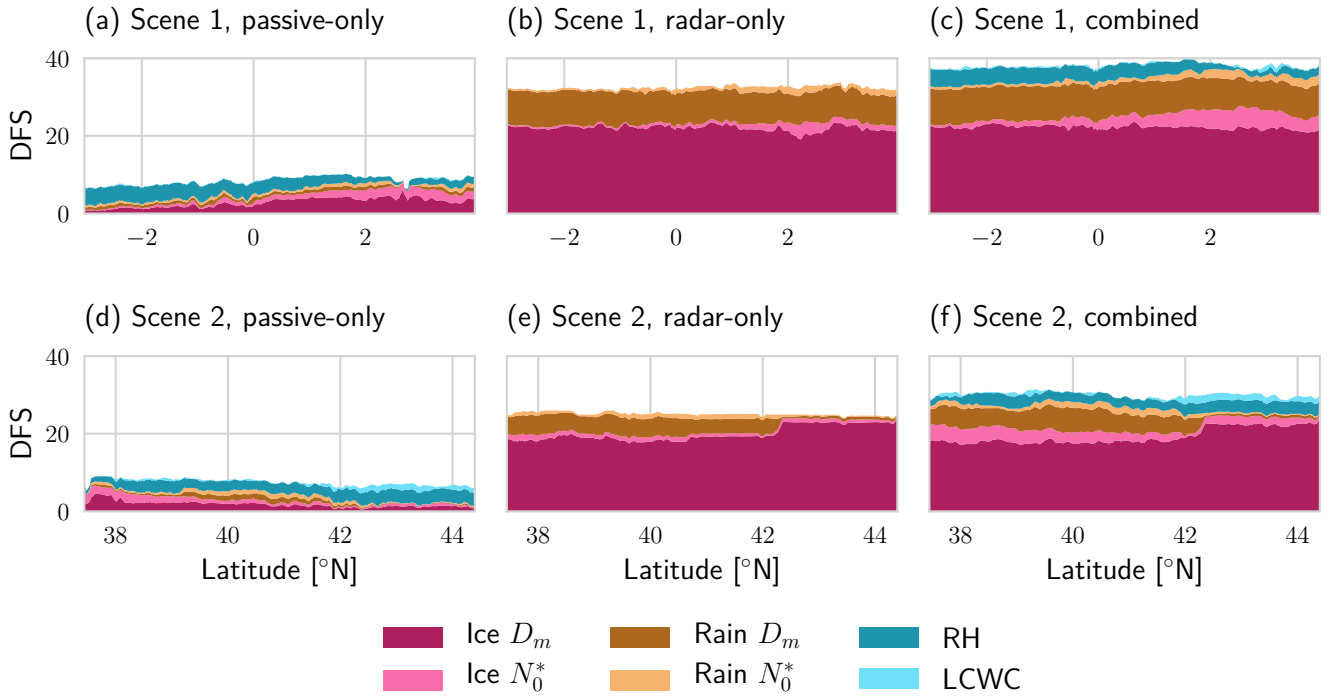 (a) Scene 1, passive-only
(b) Scene 1, radar-only
(c) Scene 1, combined
DFS
40
20
0
−2 0 2
−2 0 2
−2 0 2
(d) Scene 2, passive-only
(e) Scene 2, radar-only
(f) Scene 2, combined
DFS
40
20
0
38 40 42 44
38 40 42 44
38 40 42 44
Latitude [°N]
Latitude [°N]
Latitude [°N]
Ice D_m
Rain D_m
RH
Ice N_0^*
Rain N_0^*
LCWC